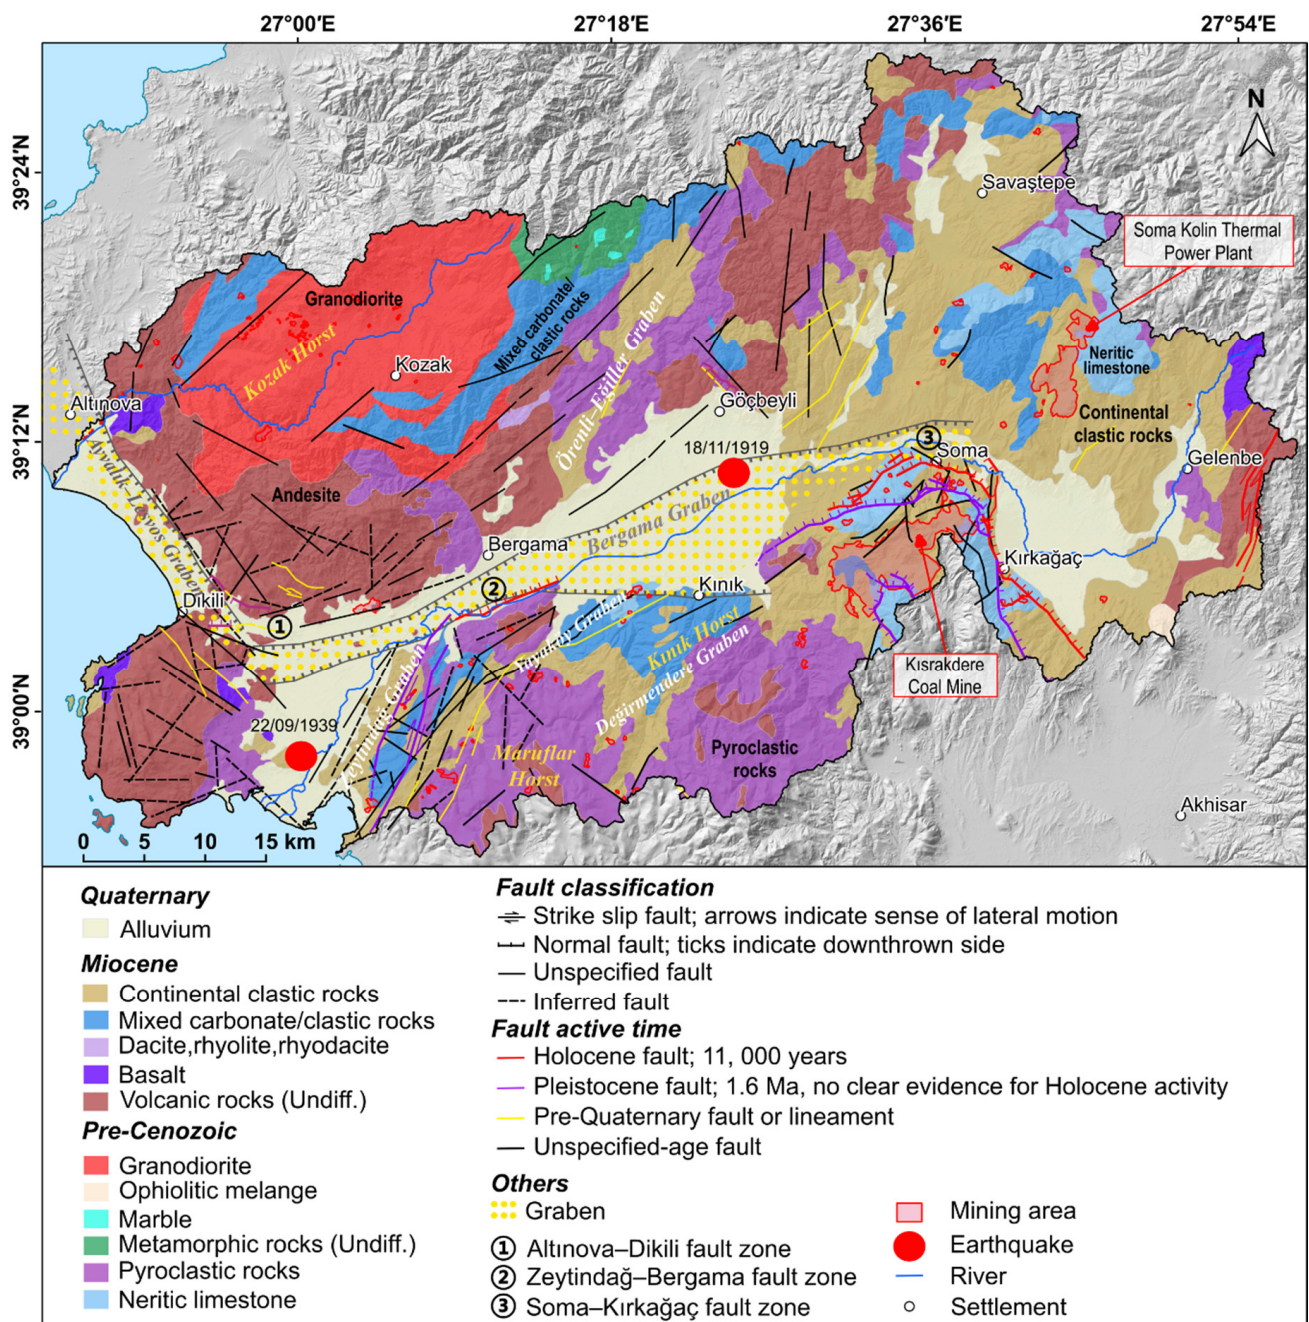 27°00′E
27°18′E
27°36′E
27°54′E
39°24′N
39°12′N
39°00′N
N
Savaştepe
Soma Kolin Thermal
Power Plant
Granodiorite
Kozak Horst
Kozak
Mixed carbonate/
clastic rocks
Örenli–Eğiller Graben
Neritic
limestone
Altınova
Göçbeyli
Continental
clastic rocks
18/11/1919
3
Soma
Gelenbe
Andesite
Bergama Graben
Bergama
Kırkağaç
2
Kınık
Dikili
1
Kınık Horst
Değirmendere Graben
Kısrakdere
Coal Mine
22/09/1939
Maruflar
Horst
Pyroclastic
rocks
Akhisar
0 5 10 15 km
Quaternary
Alluvium
Miocene
Continental clastic rocks
Mixed carbonate/clastic rocks
Dacite,rhyolite,rhyodacite
Basalt
Volcanic rocks (Undiff.)
Pre-Cenozoic
Granodiorite
Ophiolitic melange
Marble
Metamorphic rocks (Undiff.)
Pyroclastic rocks
Neritic limestone
Fault classification
Strike slip fault; arrows indicate sense of lateral motion
Normal fault; ticks indicate downthrown side
Unspecified fault
Inferred fault
Fault active time
Holocene fault; 11, 000 years
Pleistocene fault; 1.6 Ma, no clear evidence for Holocene activity
Pre-Quaternary fault or lineament
Unspecified-age fault
Others
Graben
1 Altınova–Dikili fault zone
2 Zeytindağ–Bergama fault zone
3 Soma–Kırkağaç fault zone
Mining area
Earthquake
River
Settlement